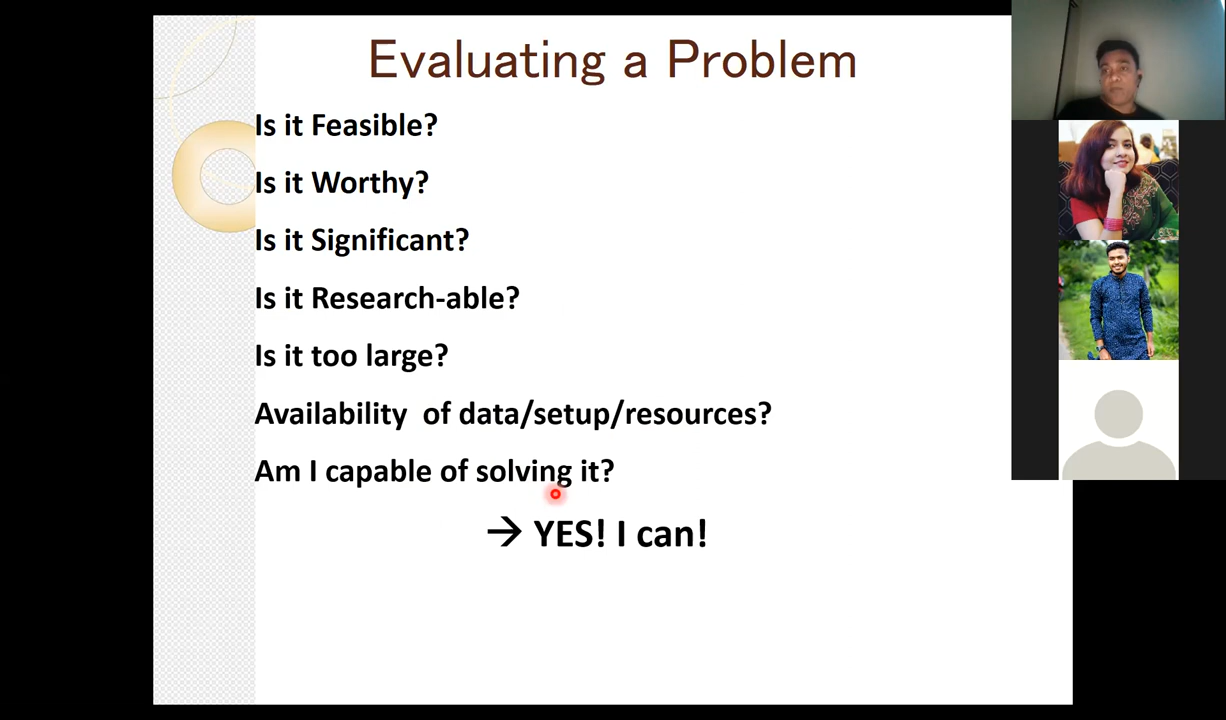 Evaluating a Problem
Is it Feasible?
Is it Worthy?
Is it Significant?
Is it Research-able?
Is it too large?
Availability of data/setup/resources?
Am I capable of solving it?
→ YES! I can!